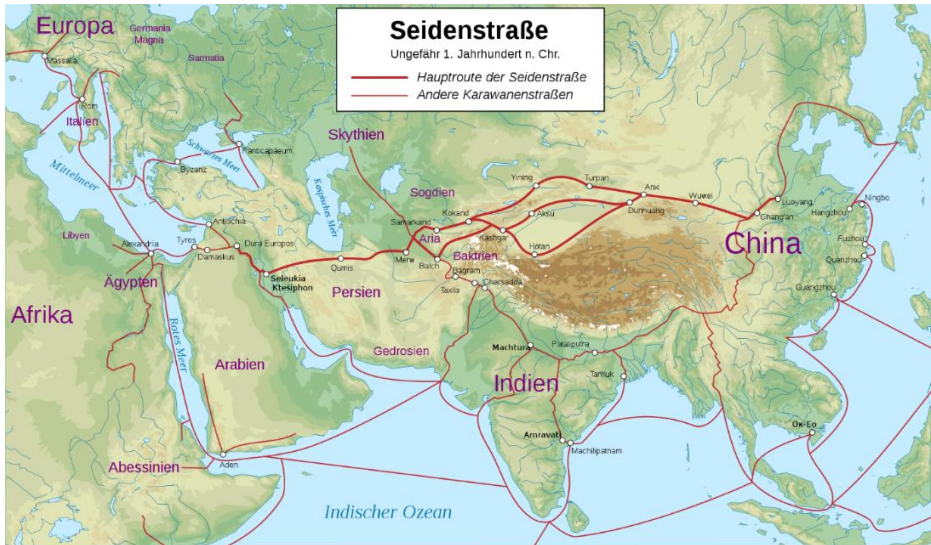 Seidenstraße
Ungefähr 1. Jahrhundert n. Chr.
Hauptroute der Seidenstraße
Andere Karawanenstraßen
Europa
Germania
Magna
Sarmatia
Massalia
Rom
Italien
Skythien
Panticapaeum
Schwarzes Meer
Byzanz
Mittelmeer
Kaspisches Meer
Sogdien
Yining
Turpan
Anxi
Wuwei
Luoyang
Ningbo
Hangzhou
Samarkand
Kokand
Aksu
Dunhuang
Chang'an
Libyen
Antiochia
Tyros
Dura Europos
Damaskus
Alexandria
Aria
Kashgar
Hotan
China
Fuzhou
Quanzhou
Merw
Balch
Baktrien
Qumis
Seleukia
Ktesiphon
Bagram
Taxila
Charsadda
Ägypten
Persien
Guangzhou
Afrika
Rotes Meer
Gedrosien
Arabien
Machtura
Pataliputra
Indien
Tamluk
Amravati
Machilipatnam
Ok-Eo
Abessinien
Aden
Indischer Ozean